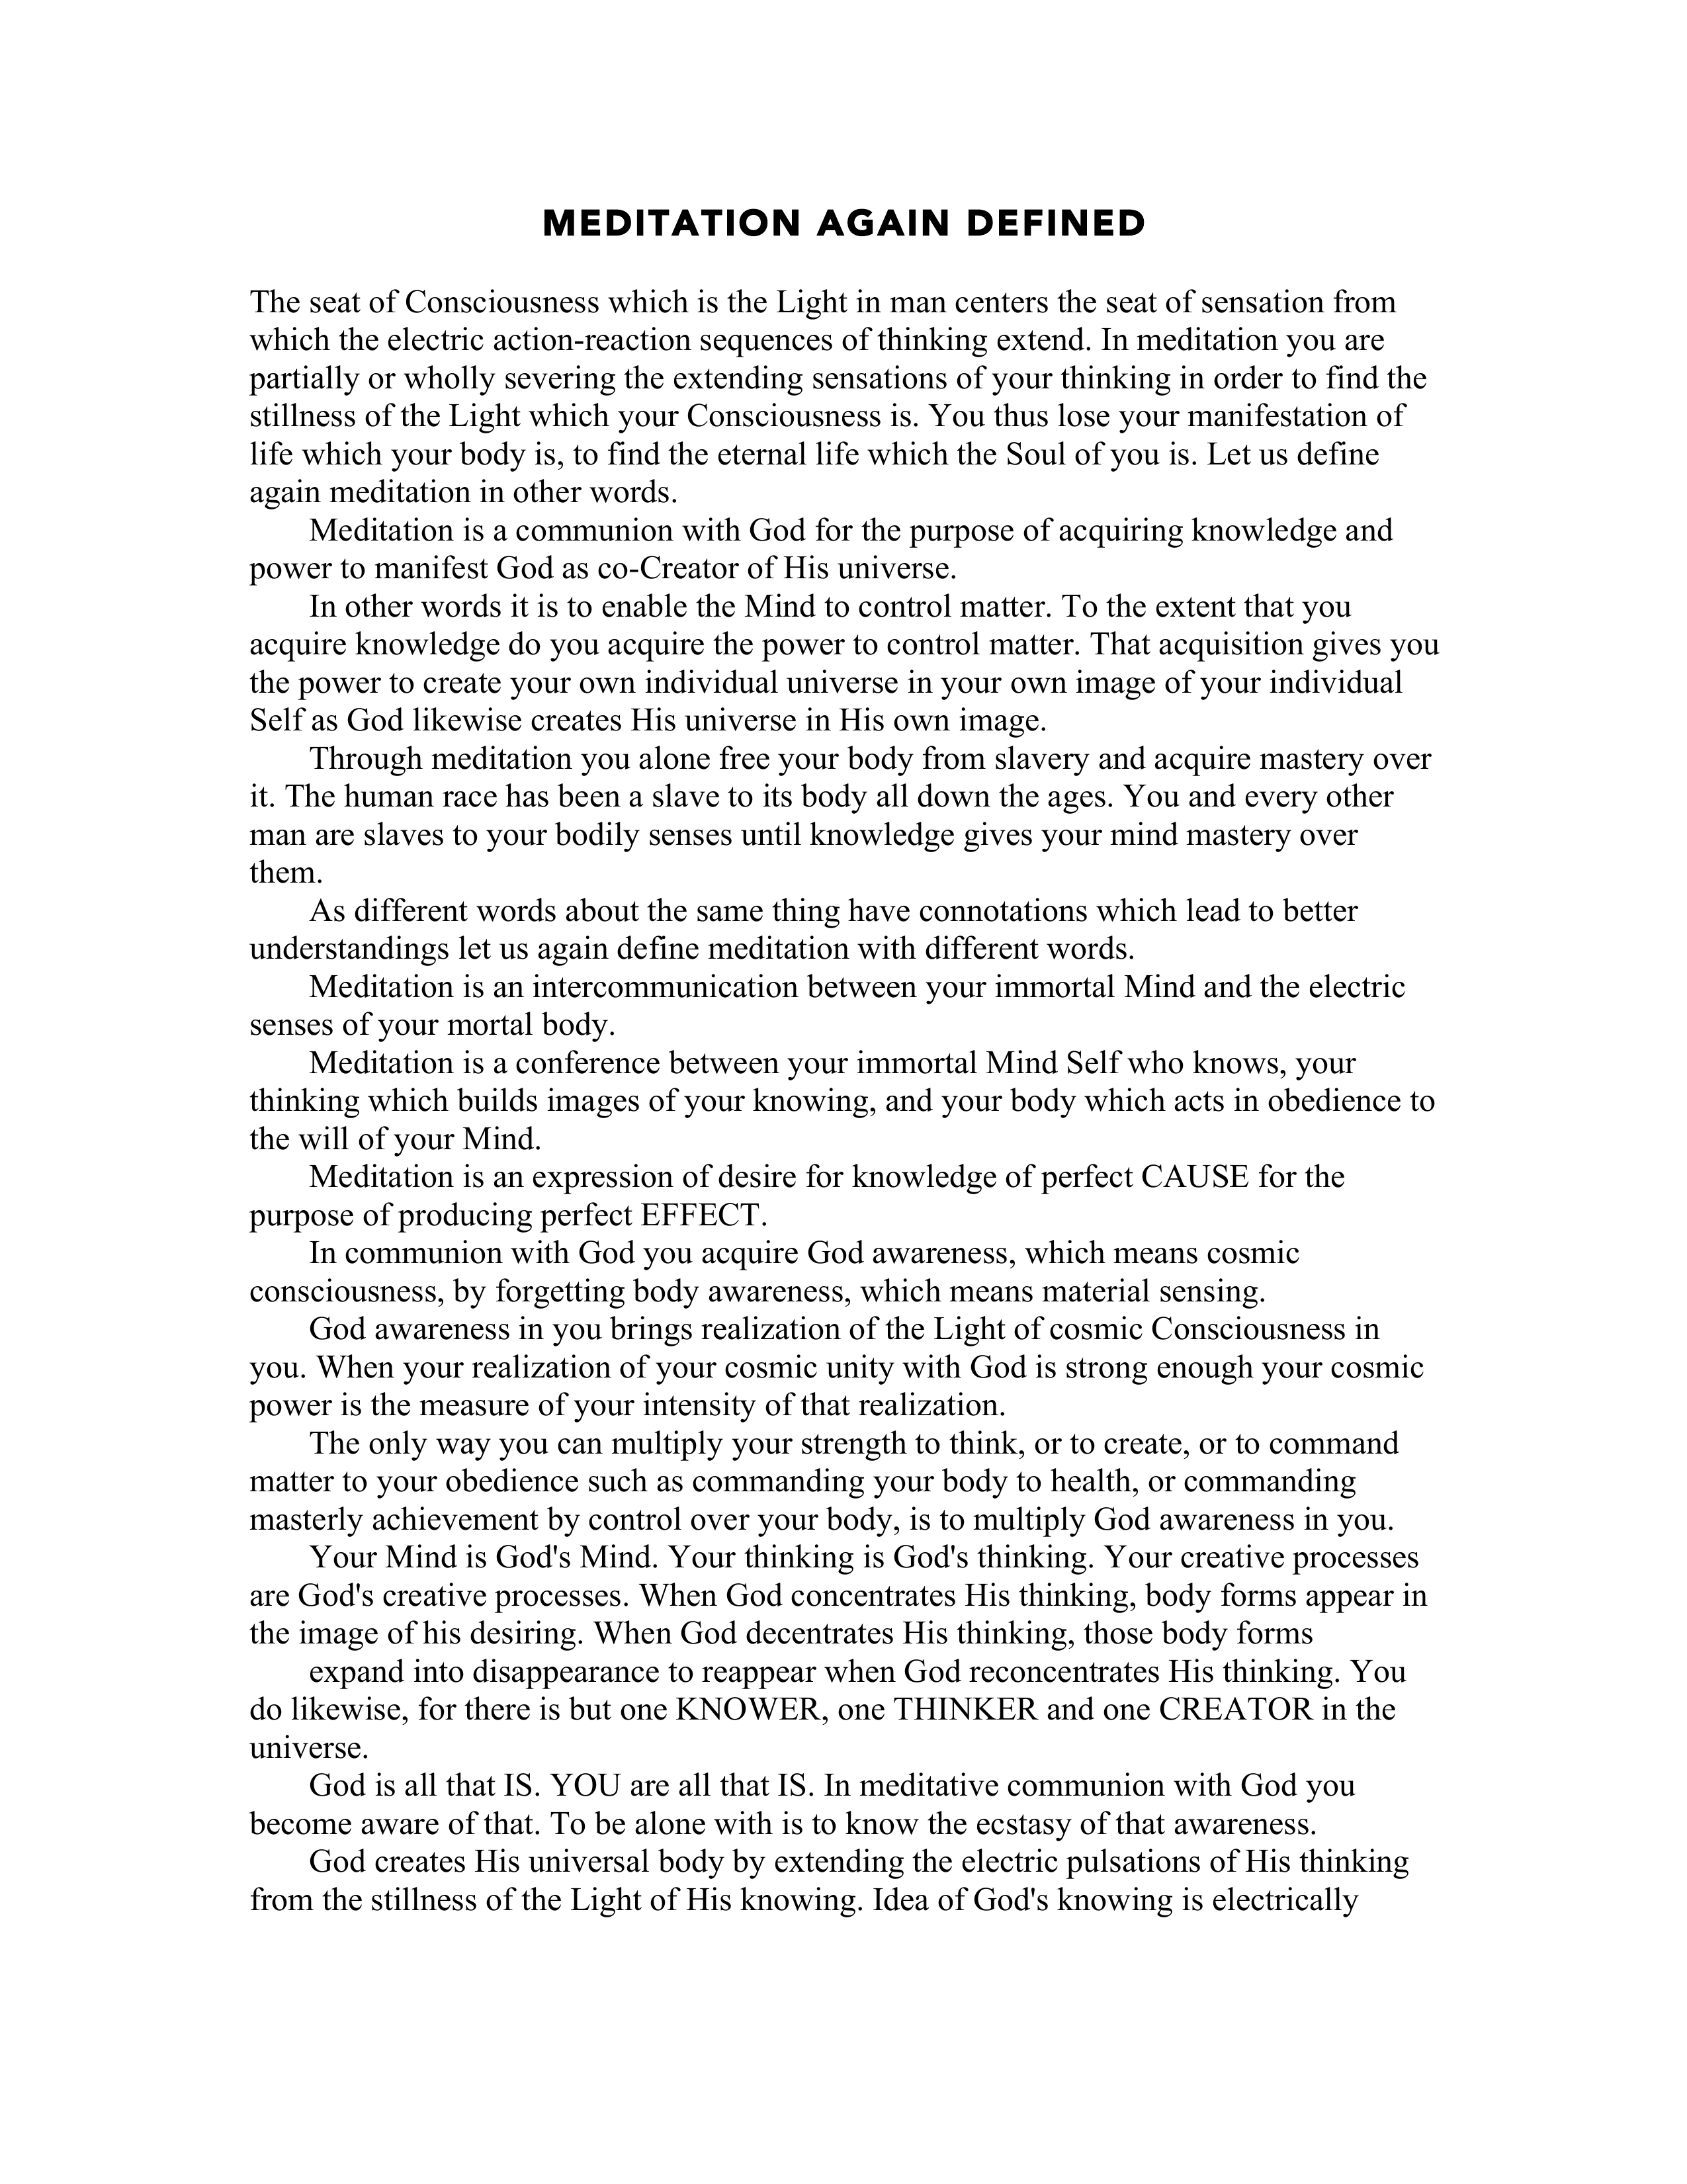 MEDITATION AGAIN DEFINED
The seat of Consciousness which is the Light in man centers the seat of sensation from
which the electric action-reaction sequences of thinking extend. In meditation you are
partially or wholly severing the extending sensations of your thinking in order to find the
stillness of the Light which your Consciousness is. You thus lose your manifestation of
life which your body is, to find the eternal life which the Soul of you is. Let us define
again meditation in other words.
Meditation is a communion with God for the purpose of acquiring knowledge and
power to manifest God as co-Creator of His universe.
In other words it is to enable the Mind to control matter. To the extent that you
acquire knowledge do you acquire the power to control matter. That acquisition gives you
the power to create your own individual universe in your own image of your individual
Self as God likewise creates His universe in His own image.
Through meditation you alone free your body from slavery and acquire mastery over
it. The human race has been a slave to its body all down the ages. You and every other
man are slaves to your bodily senses until knowledge gives your mind mastery over
them.
As different words about the same thing have connotations which lead to better
understandings let us again define meditation with different words.
Meditation is an intercommunication between your immortal Mind and the electric
senses of your mortal body.
Meditation is a conference between your immortal Mind Self who knows, your
thinking which builds images of your knowing, and your body which acts in obedience to
the will of your Mind.
Meditation is an expression of desire for knowledge of perfect CAUSE for the
purpose of producing perfect EFFECT.
In communion with God you acquire God awareness, which means cosmic
consciousness, by forgetting body awareness, which means material sensing.
God awareness in you brings realization of the Light of cosmic Consciousness in
you. When your realization of your cosmic unity with God is strong enough your cosmic
power is the measure of your intensity of that realization.
The only way you can multiply your strength to think, or to create, or to command
matter to your obedience such as commanding your body to health, or commanding
masterly achievement by control over your body, is to multiply God awareness in you.
Your Mind is God's Mind. Your thinking is God's thinking. Your creative processes
are God's creative processes. When God concentrates His thinking, body forms appear in
the image of his desiring. When God decentrates His thinking, those body forms
expand into disappearance to reappear when God reconcentrates His thinking. You
do likewise, for there is but one KNOWER, one THINKER and one CREATOR in the
universe.
God is all that IS. YOU are all that IS. In meditative communion with God you
become aware of that. To be alone with is to know the ecstasy of that awareness.
God creates His universal body by extending the electric pulsations of His thinking
from the stillness of the Light of His knowing. Idea of God's knowing is electrically